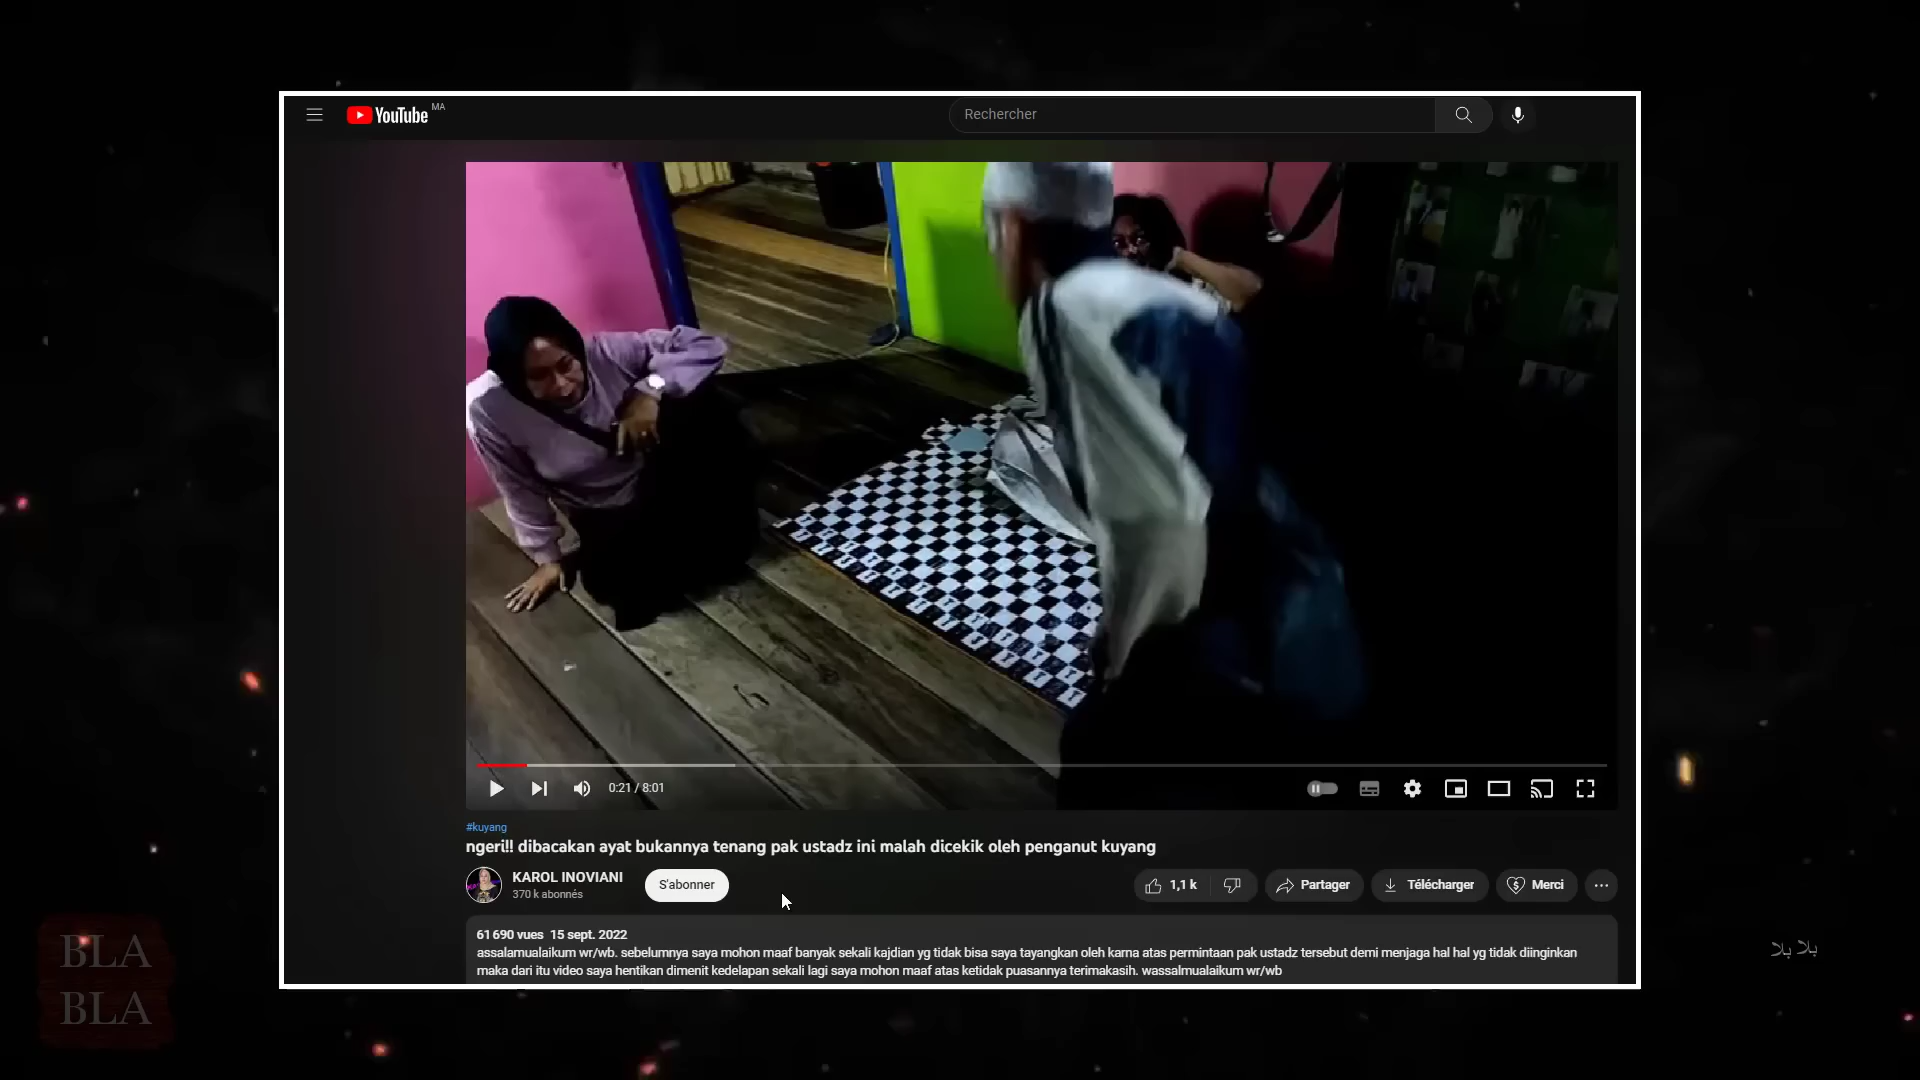 YouTube MA
Rechercher
0:21 / 8:01
#kuyang
ngeri!! dibacakan ayat bukannya tenang pak ustadz ini malah dicekik oleh penganut kuyang
KAROL INOVIANI
370 k abonnés
S'abonner
1,1 k
Partager
Télécharger
Merci
61 690 vues 15 sept. 2022
assalamualaikum wr/wb. sebelumnya saya mohon maaf banyak sekali kajdian yg tidak bisa saya tayangkan oleh karna atas permintaan pak ustadz tersebut demi menjaga hal hal yg tidak diinginkan
maka dari itu video saya hentikan dimenit kedelapan sekali lagi saya mohon maaf atas ketidak puasannya terimakasih. wassalmualaikum wr/wb
BLA
BLA
بلا بلا